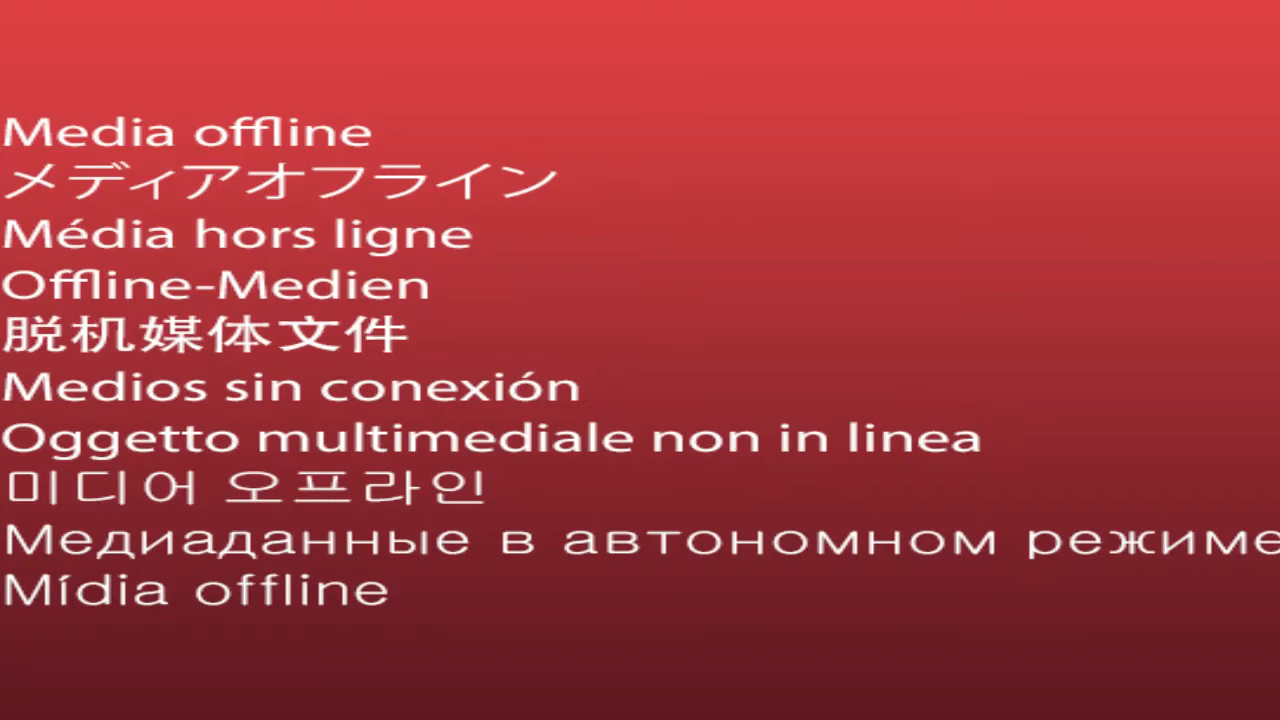 Media offline
メディアオフライン
Média hors ligne
Offline-Medien
脱机媒体文件
Medios sin conexión
Oggetto multimediale non in linea
미디어 오프라인
Медиаданные в автономном режиме
Mídia offline